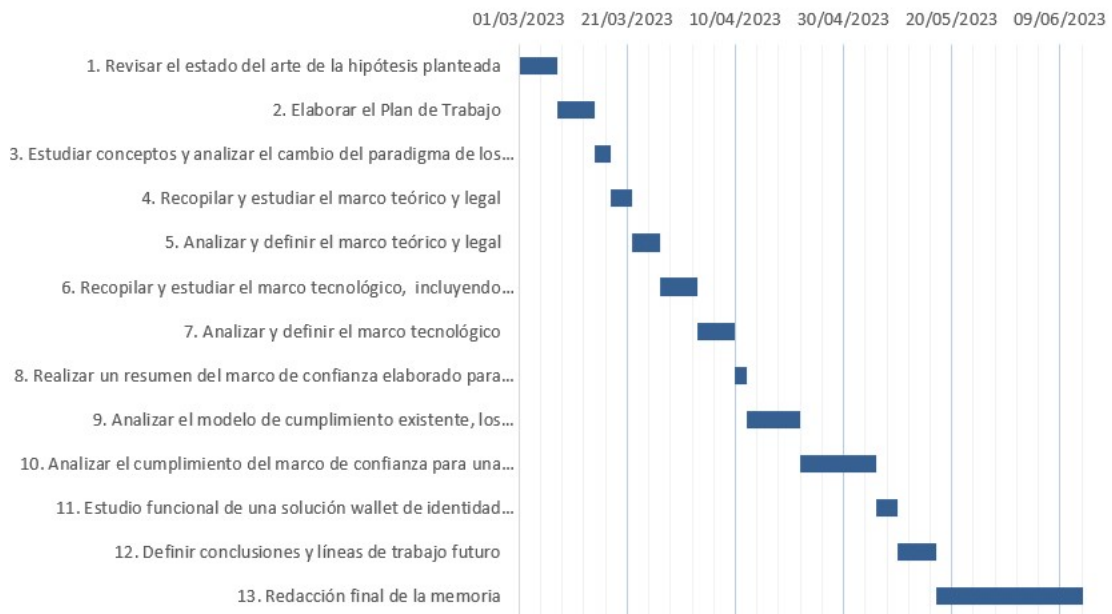 01/03/2023 21/03/2023 10/04/2023 30/04/2023 20/05/2023 09/06/2023
1. Revisar el estado del arte de la hipótesis planteada
2. Elaborar el Plan de Trabajo
3. Estudiar conceptos y analizar el cambio del paradigma de los...
4. Recopilar y estudiar el marco teórico y legal
5. Analizar y definir el marco teórico y legal
6. Recopilar y estudiar el marco tecnológico, incluyendo...
7. Analizar y definir el marco tecnológico
8. Realizar un resumen del marco de confianza elaborado para...
9. Analizar el modelo de cumplimiento existente, los...
10. Analizar el cumplimiento del marco de confianza para una...
11. Estudio funcional de una solución wallet de identidad...
12. Definir conclusiones y líneas de trabajo futuro
13. Redacción final de la memoria